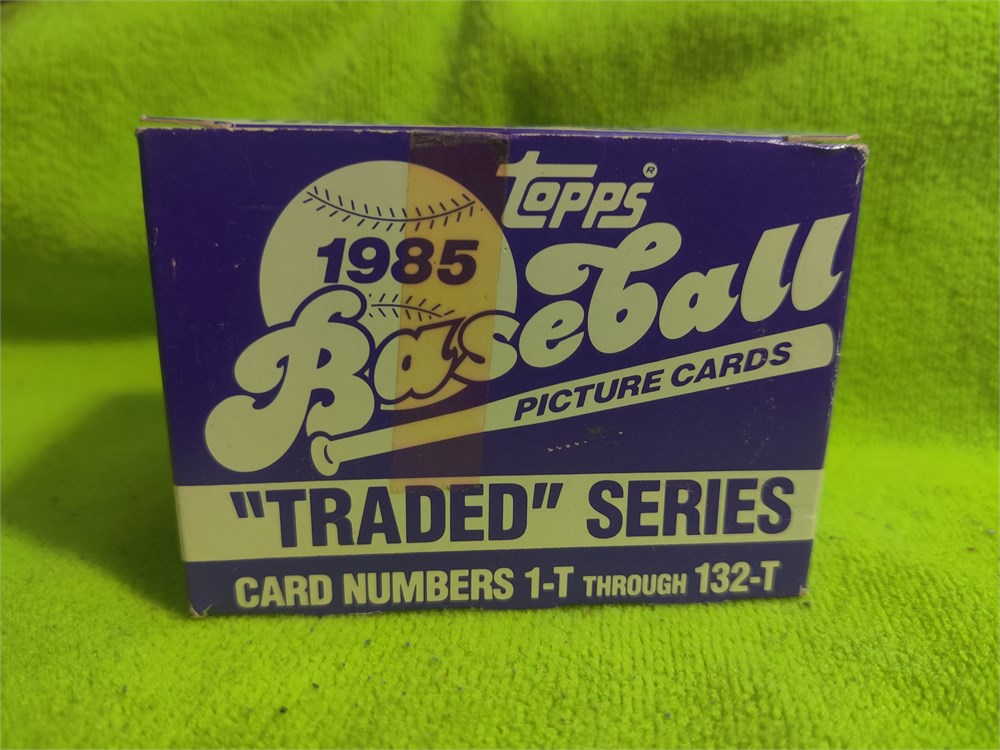 topps®
1985
Baseball
PICTURE CARDS
"TRADED" SERIES
CARD NUMBERS 1-T THROUGH 132-T